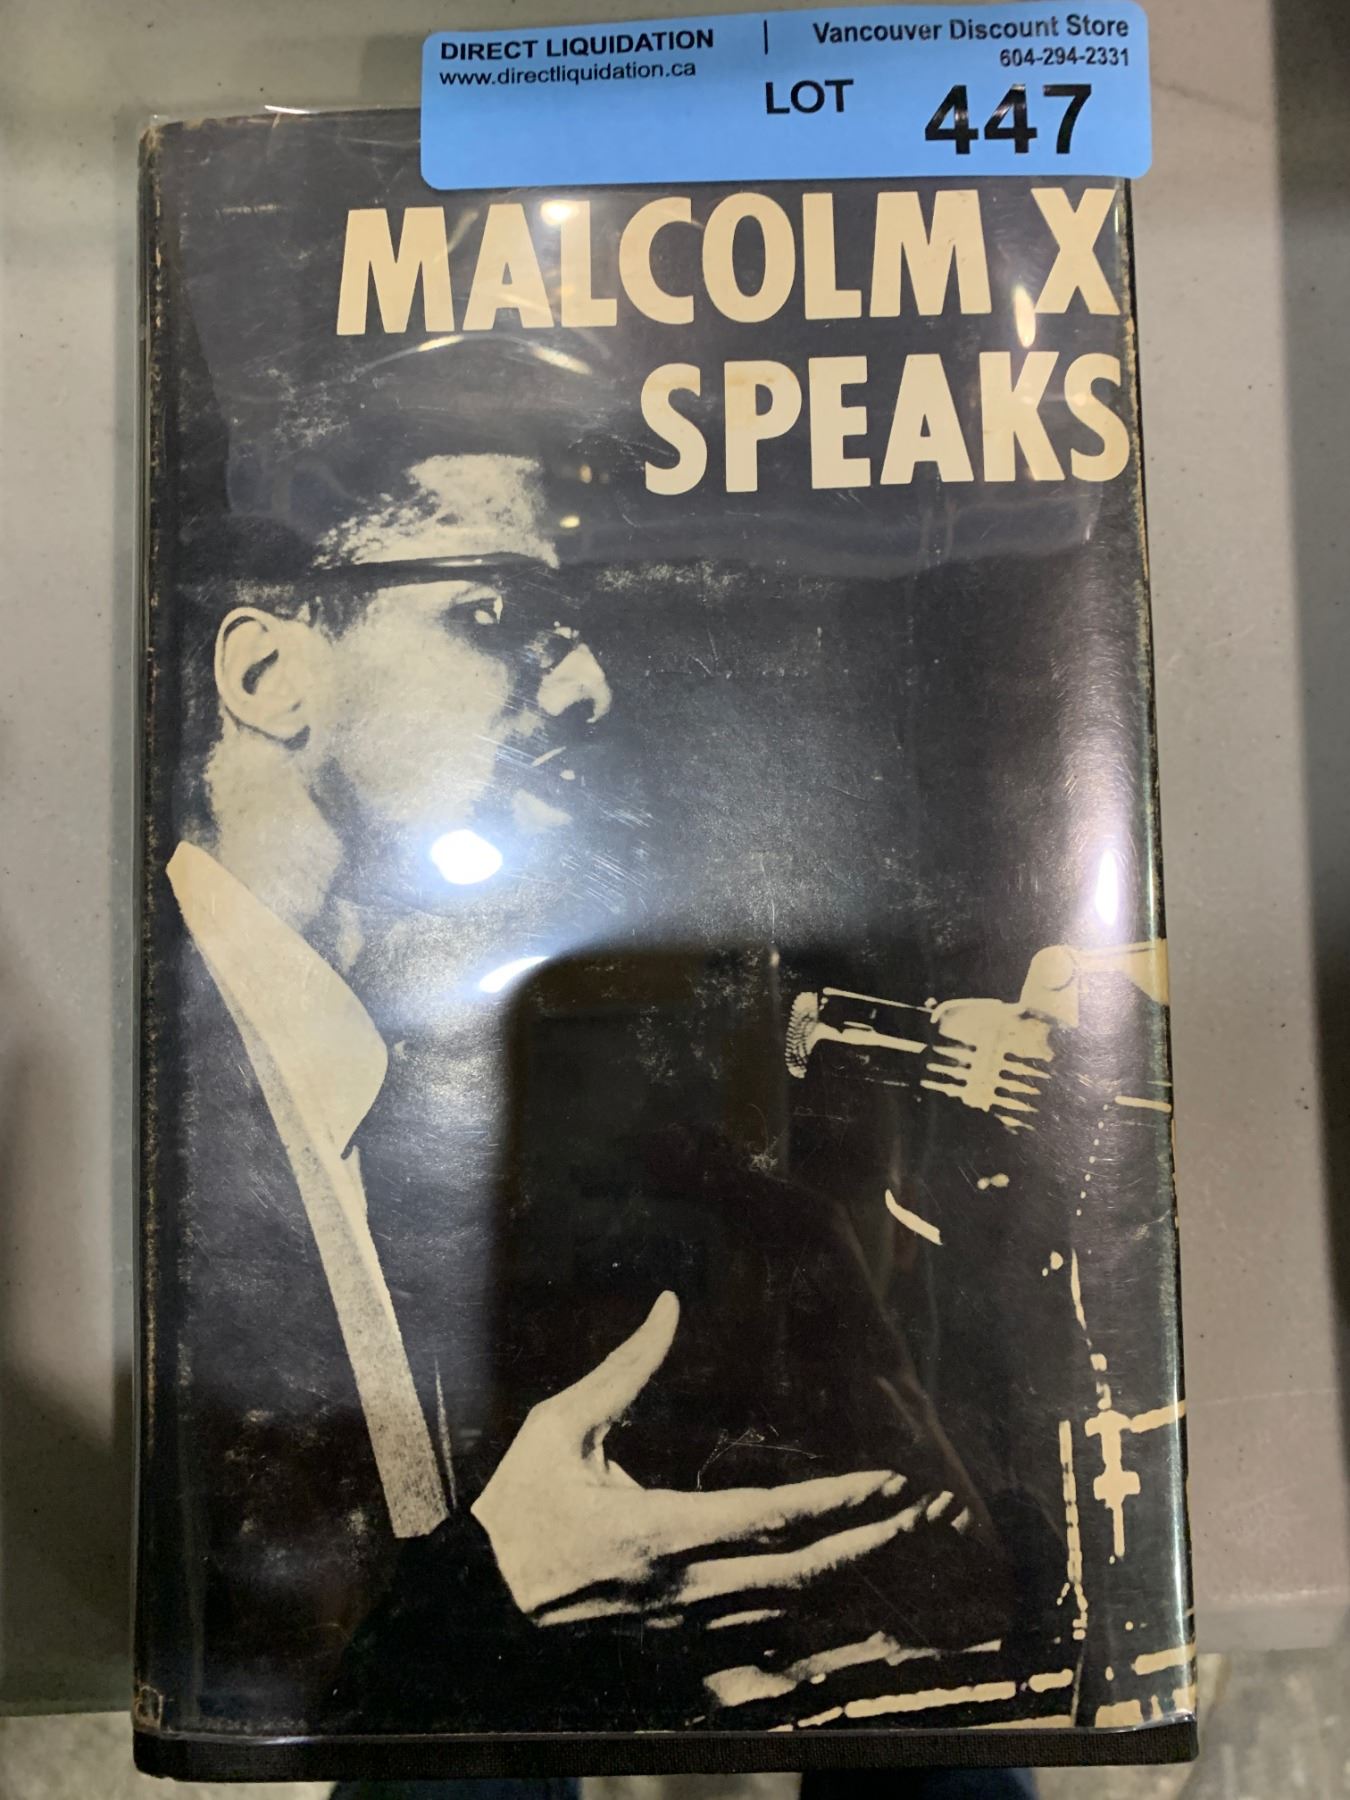 DIRECT LIQUIDATION | Vancouver Discount Store
www.directliquidation.ca 604-294-2331
LOT 447
MALCOLM X
SPEAKS